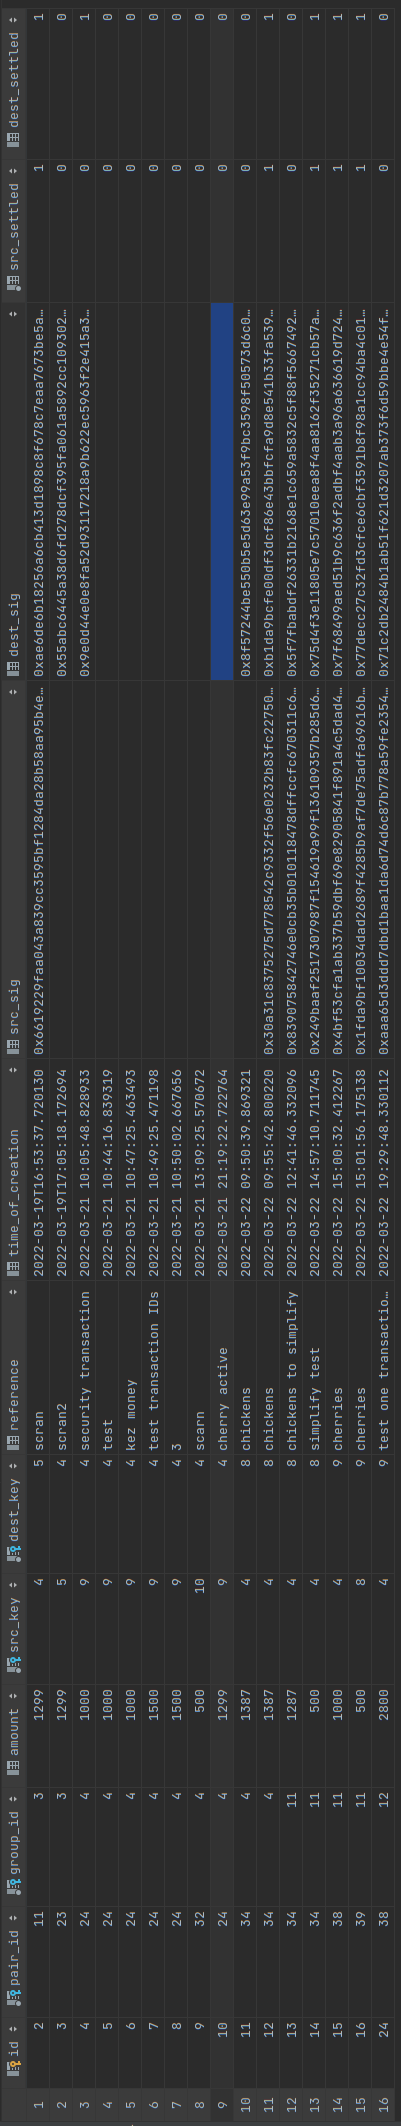 id pair_id group_id amount src_key dest_key reference time_of_creation src_sig dest_sig src_settled dest_settled
1 2 11 3 1299 4 5 scran 2022-03-19T16:53:37.720130 0x6619229faa043a839cc3595bf1284da28b58aa95b4e… 0xae6de6b18256a6cb413d1898c8f678c7eaa7673be5a… 1 1
2 3 23 3 1299 5 4 scran2 2022-03-19T17:05:18.172694 0x55abc6445a38d6fd278dcf395fa061a5892cc109302… 0 0
3 4 24 4 1000 9 4 security transaction 2022-03-21 10:05:48.828933 0x9e0d44e0e8fa52d93117218a9b622ec5963f2e415a3… 0 1
4 5 24 4 1000 9 4 test 2022-03-21 10:44:16.839319 0 0
5 6 24 4 1000 9 4 kez money 2022-03-21 10:47:25.463493 0 0
6 7 24 4 1500 9 4 test transaction IDs 2022-03-21 10:49:25.471198 0 0
7 8 24 4 1500 9 4 3 2022-03-21 10:50:02.667656 0 0
8 9 32 4 500 10 4 scarn 2022-03-21 13:09:25.570672 0 0
9 10 24 4 1299 9 4 cherry active 2022-03-21 21:19:22.722764 0 0
10 11 34 4 1387 4 8 chickens 2022-03-22 09:50:39.869321 0x8f57244be550b5e5d63e99a53f9bc3598f50573d6c0… 0 0
11 12 34 4 1387 4 8 chickens 2022-03-22 09:55:42.800220 0x30a31c8375275d778542c9332f56e0232b83fc22750… 0xb1da9bcfe00df3dcf86e43bbfcfa9d8e541b33fa539… 1 1
12 13 34 11 1287 4 8 chickens to simplify 2022-03-22 12:41:46.332096 0x839075842746e0cb35b010118478dffccfc670311c6… 0x5f7fbabdf26331b2168e1c659a5832c5f88f5667492… 0 0
13 14 34 11 500 4 8 simplify test 2022-03-22 14:57:10.711745 0x249baaf2517307987f154619a99f136109357b285d6… 0x75d4f3e11805e7c57010eea8f4aa8162f35271cb57a… 1 1
14 15 38 11 1000 4 9 cherries 2022-03-22 15:00:32.412267 0x4bf53cfa1ab337b59dbf69e82905841f891a4c5dad4… 0x7f68499aed51b9c636f2adbf4aab3a96a636619d724… 1 1
15 16 39 11 500 8 9 cherries 2022-03-22 15:01:56.175138 0x1fda9bf10034dad2689f4285b9af7de75adfa69616b… 0x77decc27c32fd3cfce6cbf3591b8f98a1cc94ba4c01… 1 1
16 24 38 12 2800 4 9 test one transactio… 2022-03-22 19:29:48.330112 0xaaa65d3ddd7dbd1baa1da6d74d6c87b778a59fe2354… 0x71c2db2484b1ab51f621d3207ab373f6d59bbe4e54f… 0 0